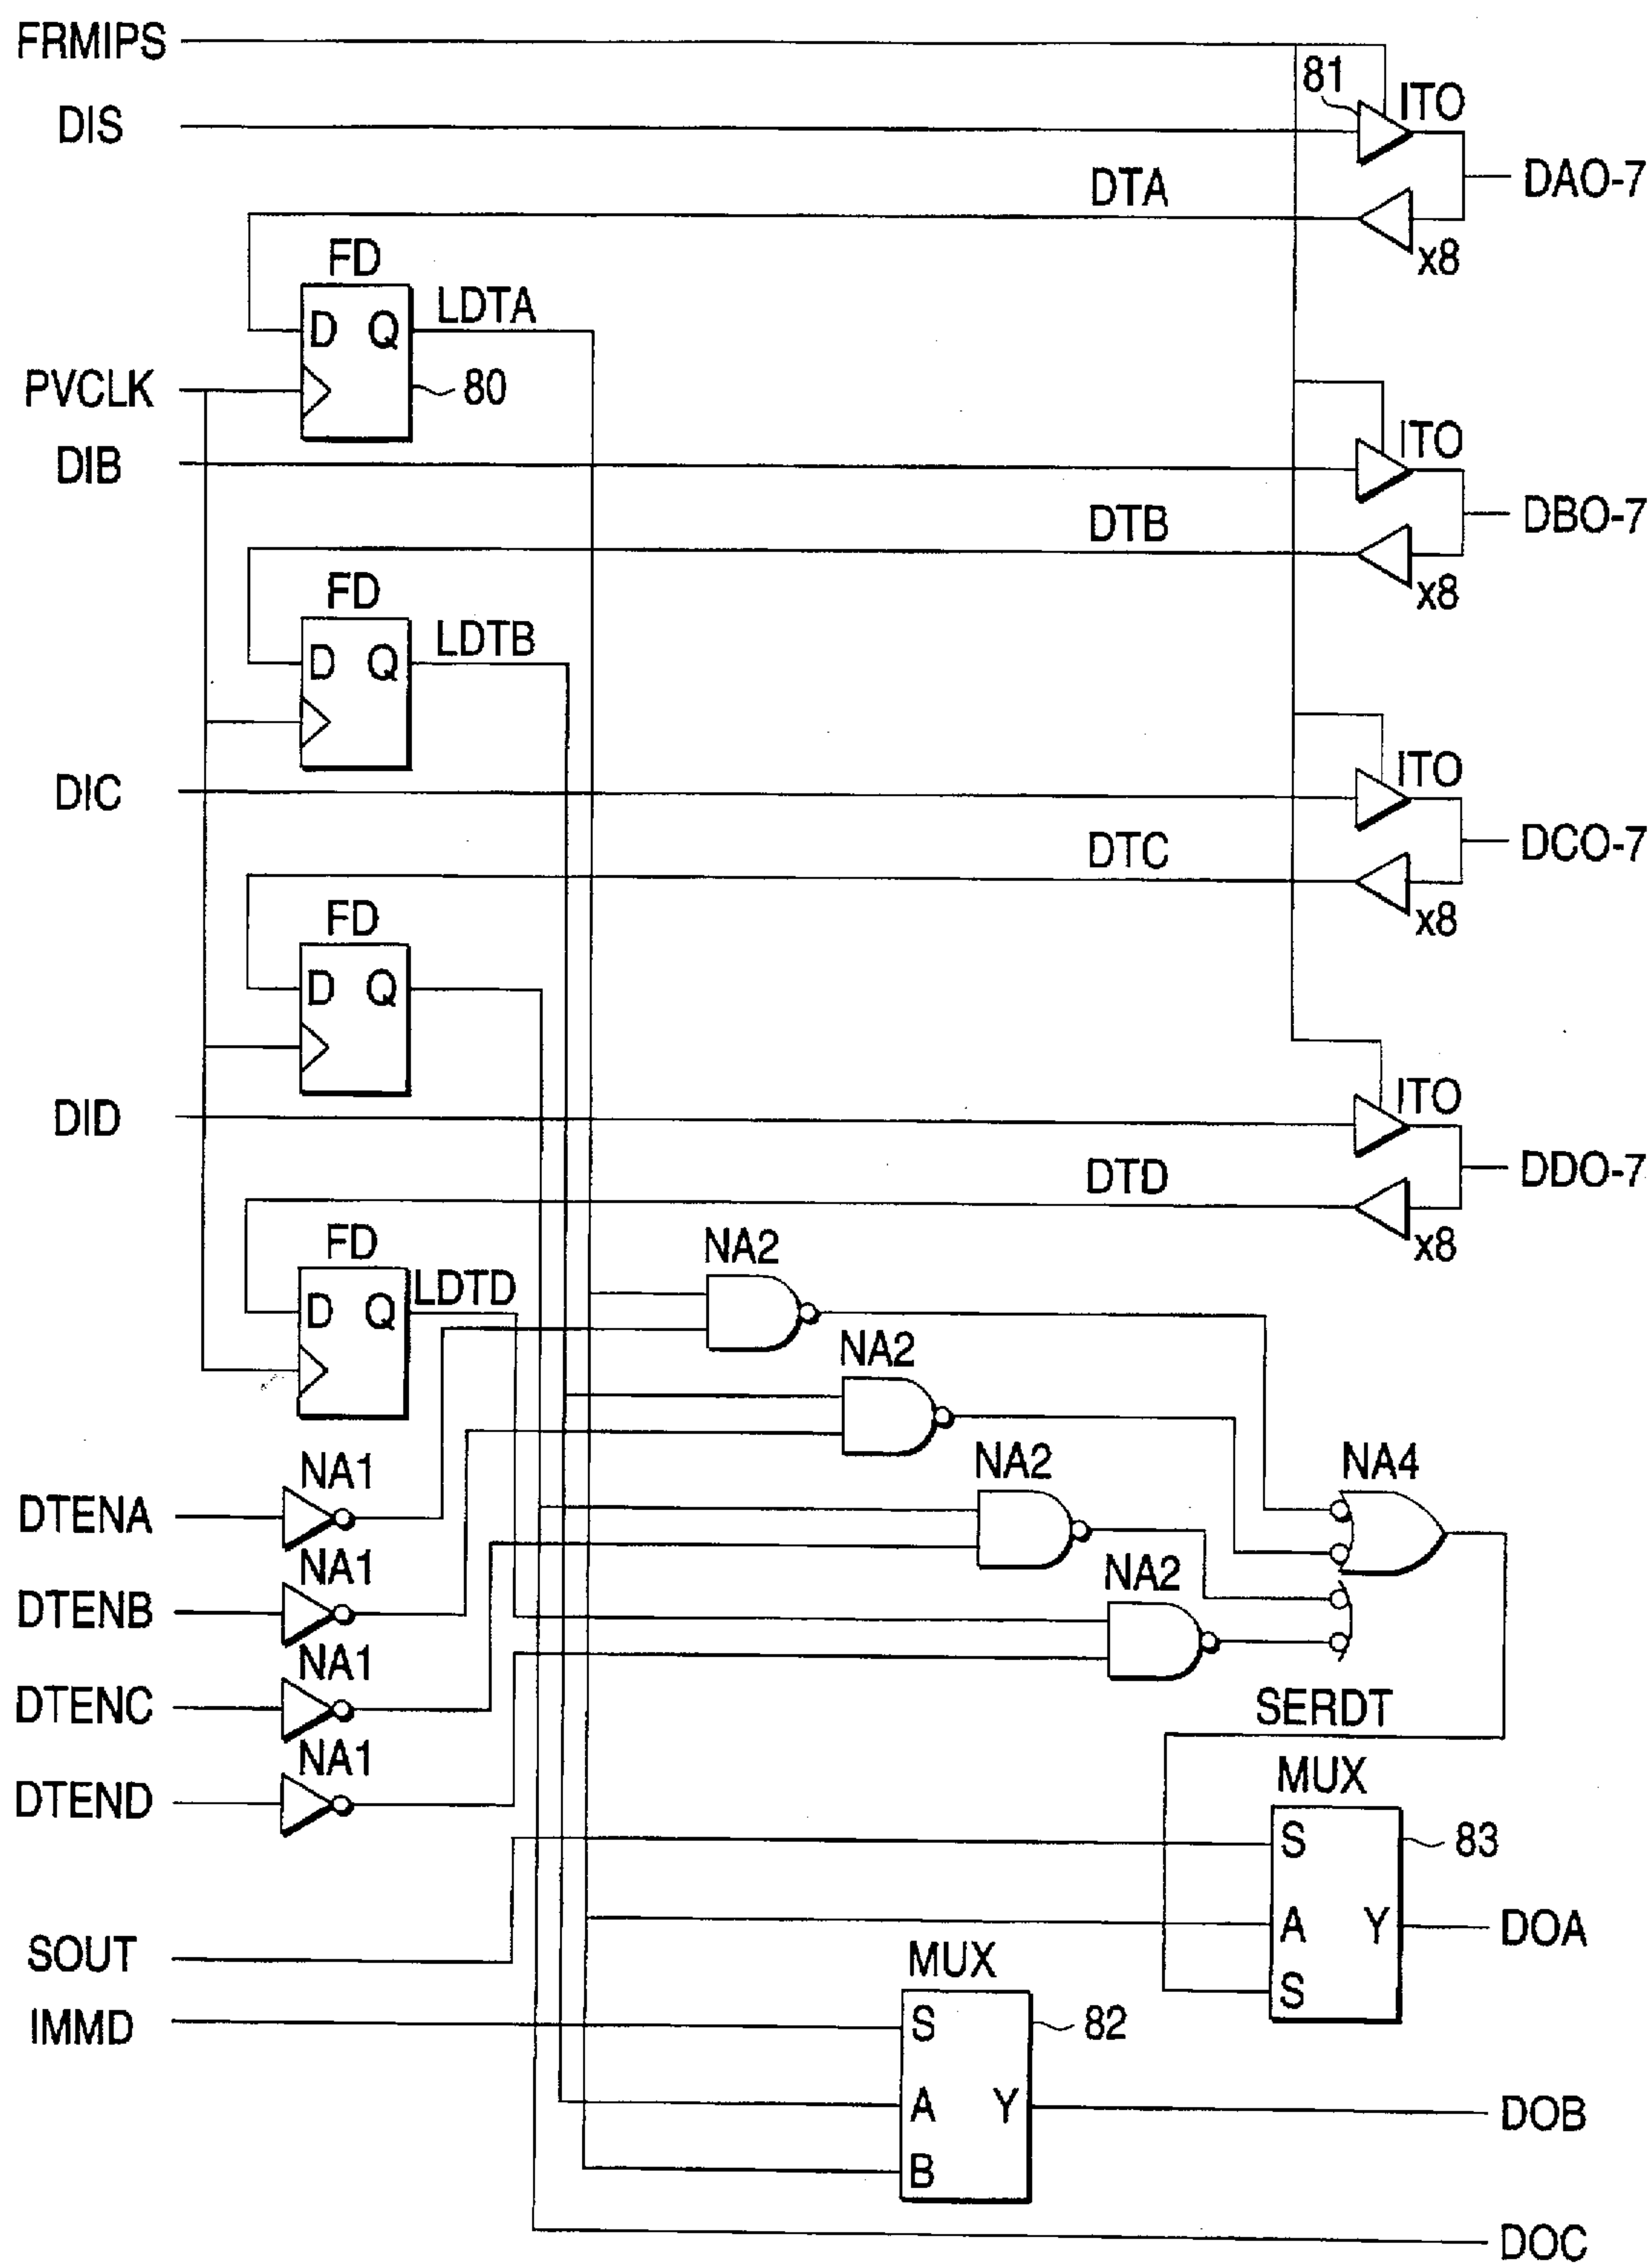 FRMIPS
81
ITO
DIS
DTA
DAO-7
FD
x8
LDTA
D Q
PVCLK
80
ITO
DIB
DTB
DBO-7
FD
x8
LDTB
D Q
ITO
DIC
DTC
DCO-7
FD
x8
D Q
ITO
DID
DTD
DDO-7
FD
NA2
x8
LDTD
D Q
NA2
NA1
NA2
NA4
DTENA
NA1
NA2
DTENB
NA1
DTENC
SERDT
NA1
MUX
DTEND
S
83
SOUT
MUX
A Y
DOA
S
IMMD
S
82
A Y
DOB
B
DOC